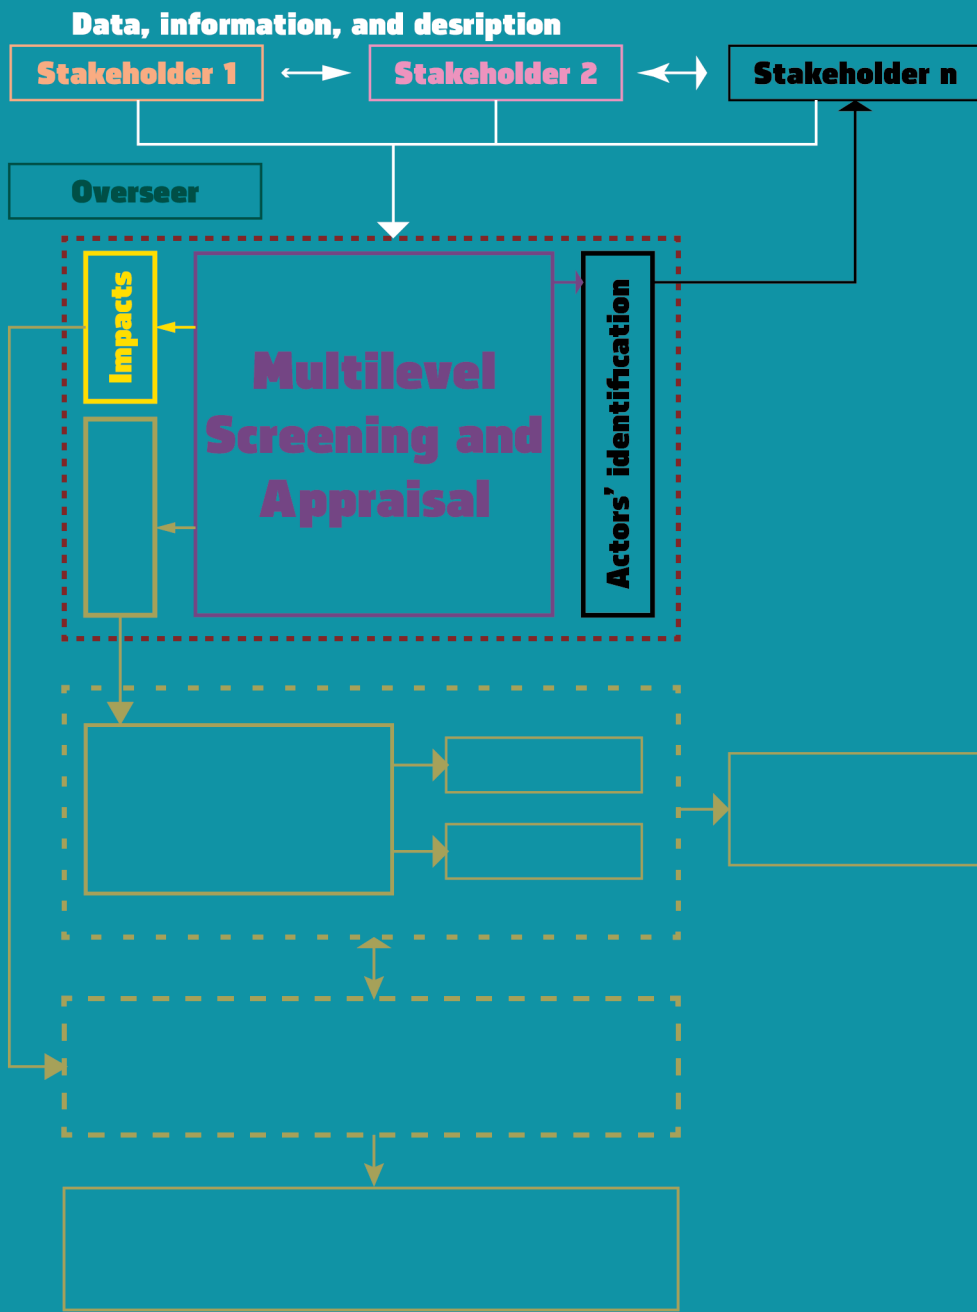 Data, information, and desription
Stakeholder 1
Stakeholder 2
Stakeholder n
Overseer
Impacts
Multilevel
Screening and
Appraisal
Actors’ identification